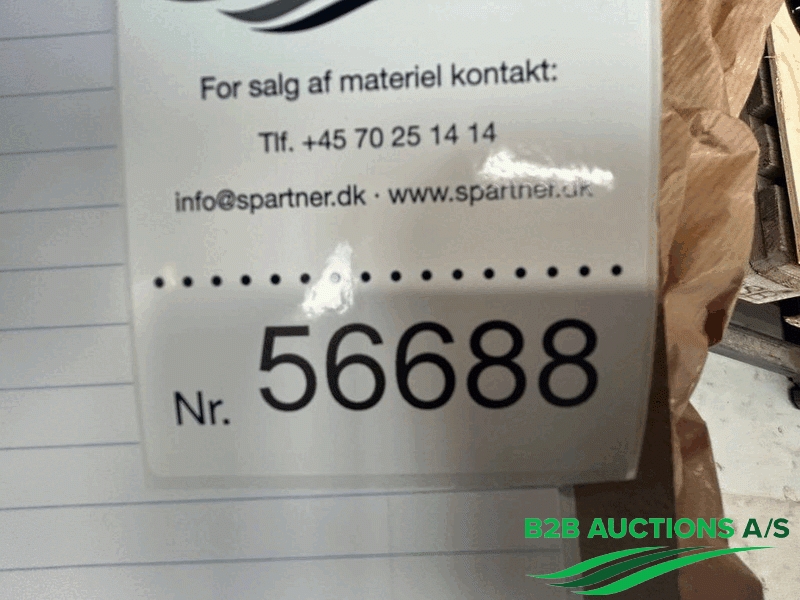 For salg af materiel kontakt:
Tlf. +45 70 25 14 14
info@spartner.dk · www.spartner.dk
Nr. 56688
B2B AUCTIONS A/S